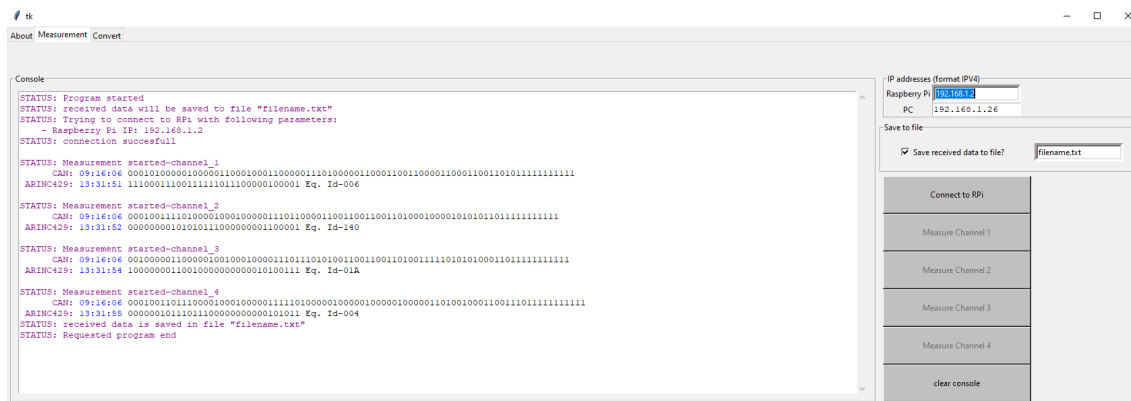 tk
About Measurement Convert
Console
STATUS: Program started
STATUS: received data will be saved to file "filename.txt"
STATUS: Trying to connect to RPi with following parameters:
- Raspberry Pi IP: 192.168.1.2
STATUS: connection succesfull
STATUS: Measurement started-channel_1
CAN: 09:16:06
ARINC429: 13:31:51 11100011100111111011100000100001 Eq. Id-006
STATUS: Measurement started-channel_2
CAN: 09:16:06
ARINC429: 13:31:52 00000000101010111000000001100001 Eq. Id-140
STATUS: Measurement started-channel_3
CAN: 09:16:06
ARINC429: 13:31:54 10000000110010000000000010100111 Eq. Id-01A
STATUS: Measurement started-channel_4
CAN: 09:16:06
ARINC429: 13:31:55 00000010111011100000000000101011 Eq. Id-004
STATUS: received data is saved in file "filename.txt"
STATUS: Requested program end
IP addresses (format IPV4)
Raspberry Pi 192.168.1.2
PC 192.168.1.26
Save to file
Save received data to file? filename.txt
Connect to RPi
Measure Channel 1
Measure Channel 2
Measure Channel 3
Measure Channel 4
clear console